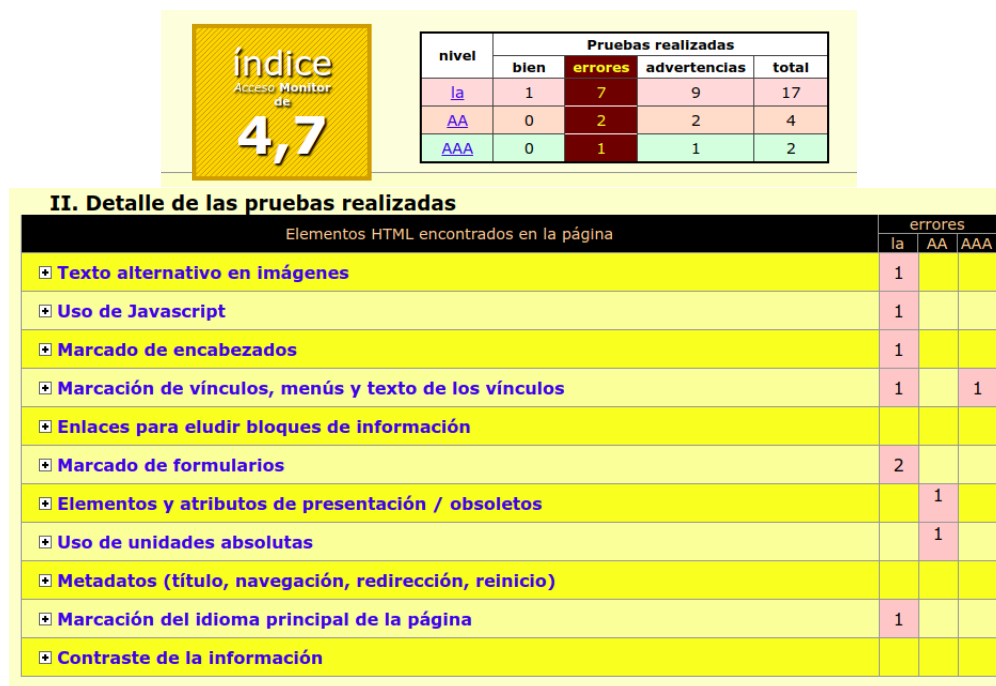 índice
Acceso Monitor
de
4,7
nivel Pruebas realizadas
bien errores advertencias total
la 1 7 9 17
AA 0 2 2 4
AAA 0 1 1 2
II. Detalle de las pruebas realizadas
Elementos HTML encontrados en la página errores
la AA AAA
Texto alternativo en imágenes 1
Uso de Javascript 1
Marcado de encabezados 1
Marcación de vínculos, menús y texto de los vínculos 1 1
Enlaces para eludir bloques de información
Marcado de formularios 2
Elementos y atributos de presentación / obsoletos 1
Uso de unidades absolutas 1
Metadatos (título, navegación, redirección, reinicio)
Marcación del idioma principal de la página 1
Contraste de la información